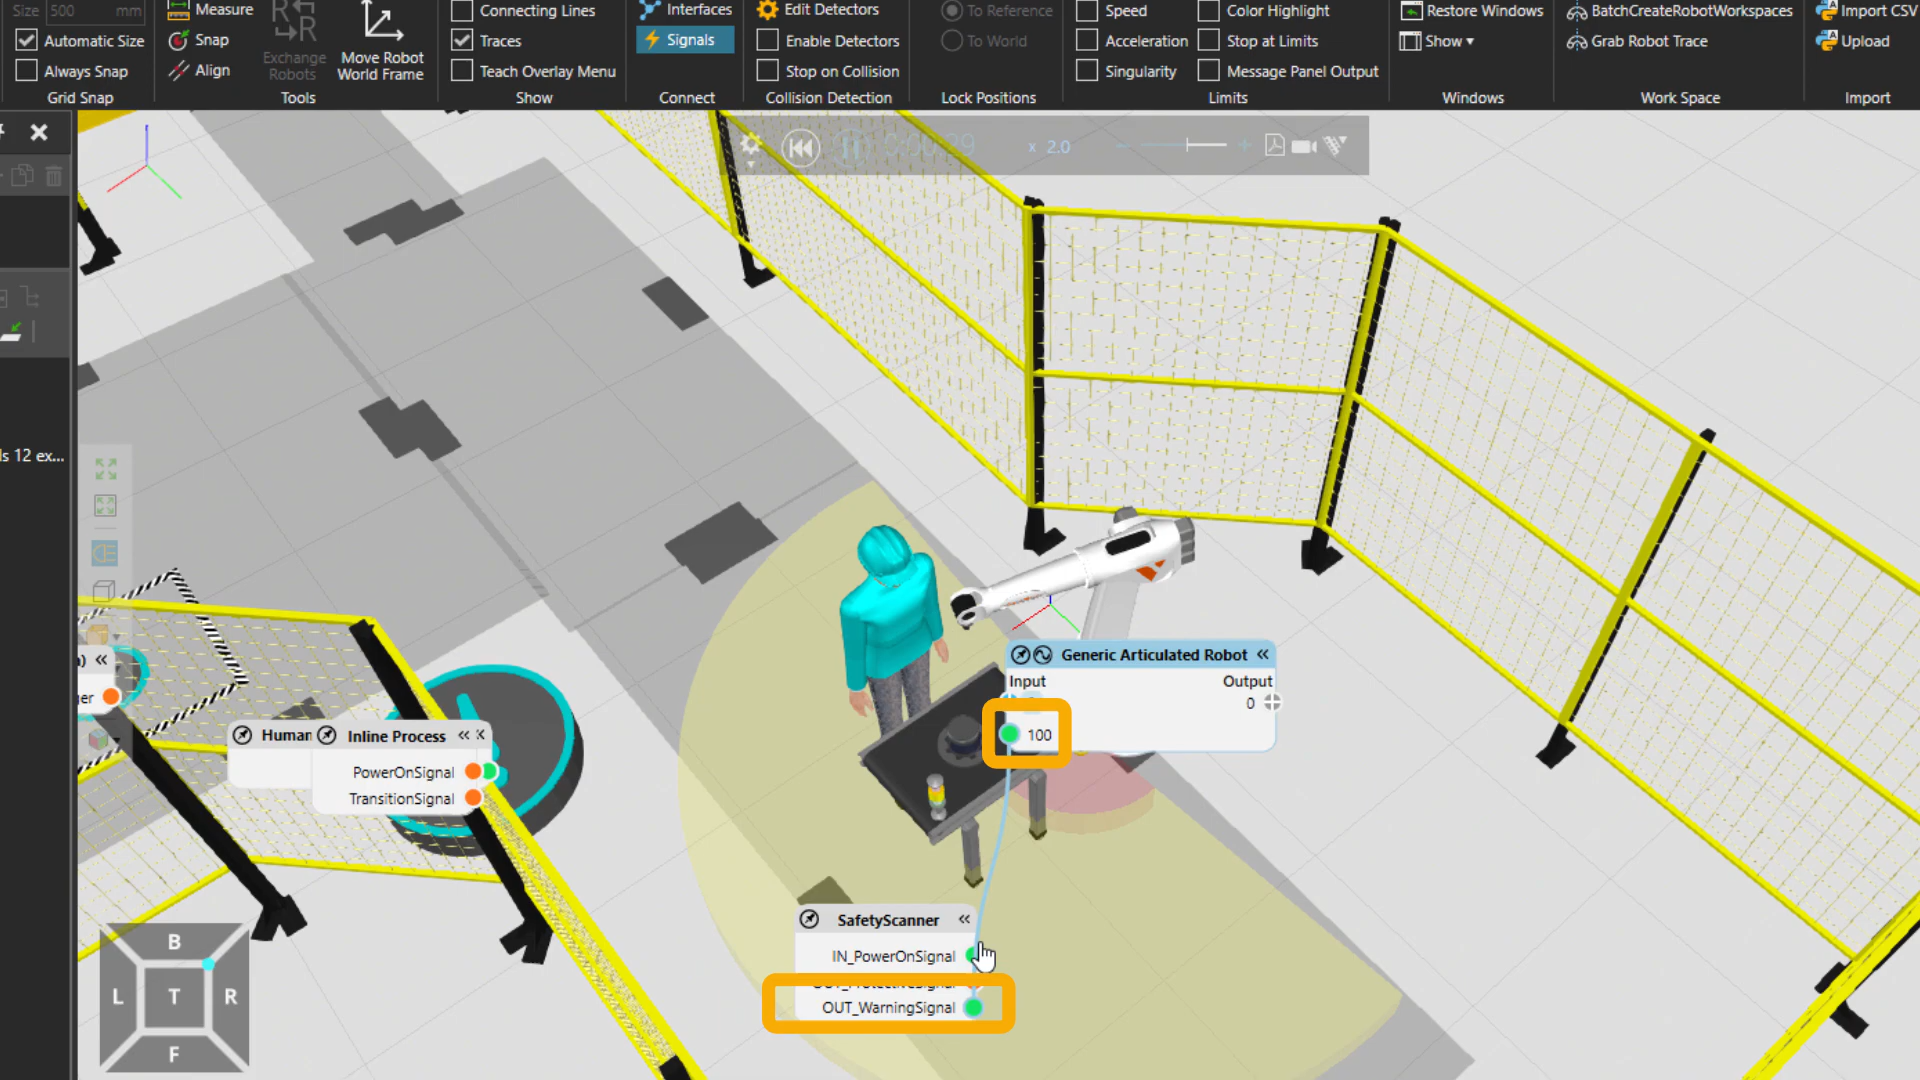 Size 500 mm
Automatic Size
Always Snap
Grid Snap
Measure
Snap
Align
Exchange
Robots
Move Robot
World Frame
Tools
Connecting Lines
Traces
Teach Overlay Menu
Show
Interfaces
Signals
Connect
Edit Detectors
Enable Detectors
Stop on Collision
Collision Detection
To Reference
To World
Lock Positions
Speed
Acceleration
Singularity
Color Highlight
Stop at Limits
Message Panel Output
Limits
Restore Windows
Show
Windows
BatchCreateRobotWorkspaces
Grab Robot Trace
Work Space
Import CSV
Upload
Import
x 2.0
ls 12 ex...
Generic Articulated Robot
Input
Output
0
100
Human
Inline Process
PowerOnSignal
TransitionSignal
SafetyScanner
IN_PowerOnSignal
OUT_WarningSignal
B
L T R
F